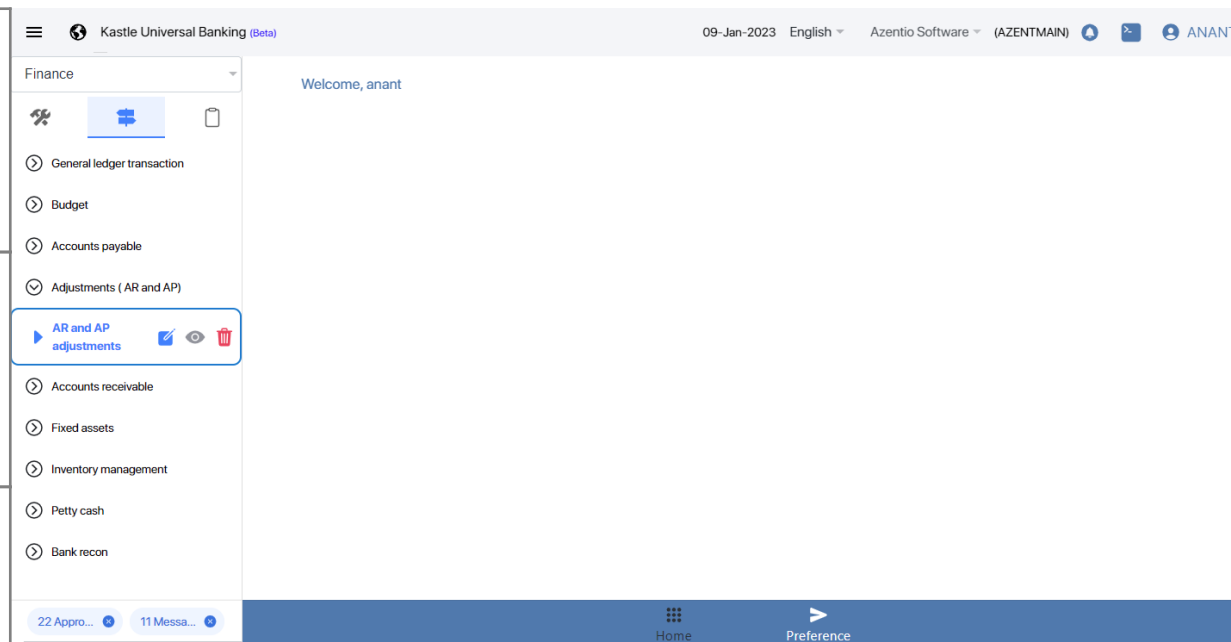 Kastle Universal Banking (Beta)
09-Jan-2023 English Azentio Software (AZENTMAIN) ANANT
Finance
Welcome, anant
General ledger transaction
Budget
Accounts payable
Adjustments ( AR and AP)
AR and AP
adjustments
Accounts receivable
Fixed assets
Inventory management
Petty cash
Bank recon
22 Appro... 11 Messa...
Home
Preference